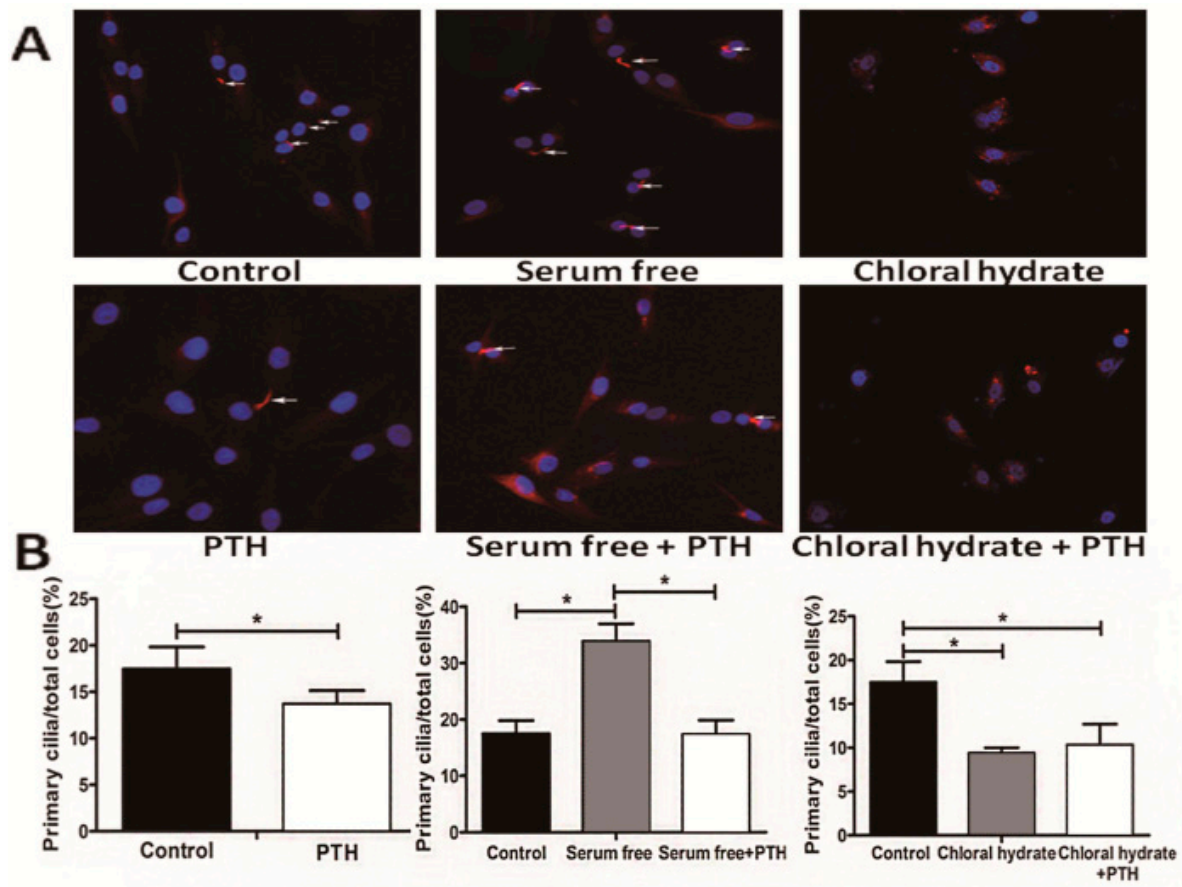 A
Control
Serum free
Chloral hydrate
PTH
Serum free + PTH
Chloral hydrate + PTH
B
Primary cilia/total cells(%)
25
20
15
10
5
0
*
Control
PTH
Primary cilia/total cells(%)
40
30
20
10
0
*
*
Control
Serum free
Serum free+PTH
Primary cilia/total cells(%)
25
20
15
10
5
0
*
*
Control
Chloral hydrate
Chloral hydrate
+PTH